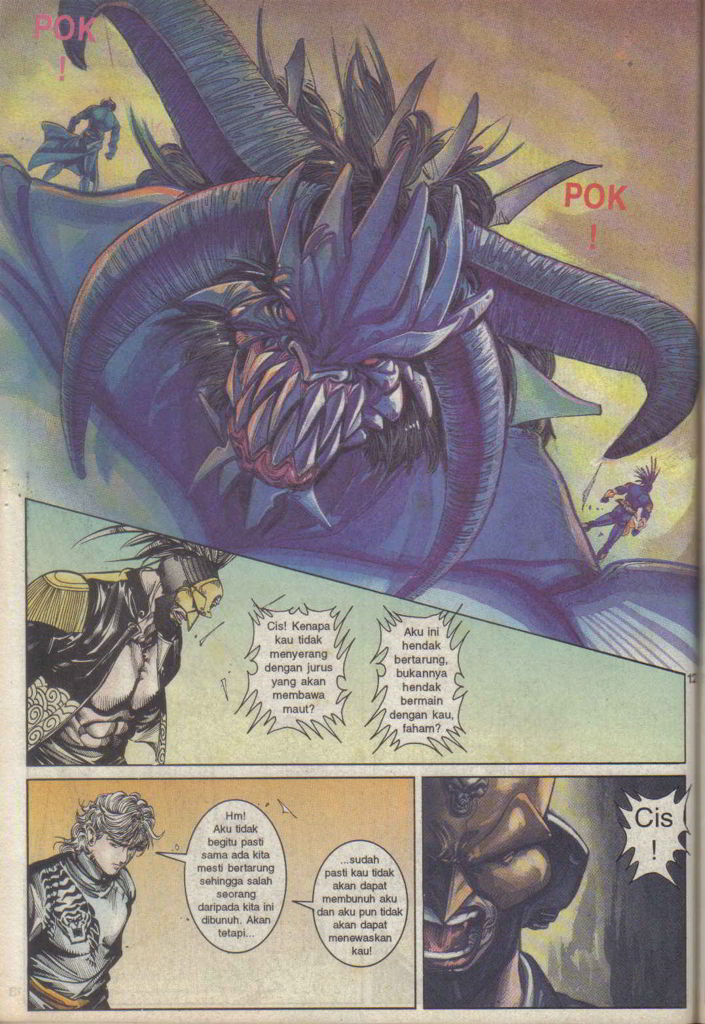 POK
!
POK
!
Cis! Kenapa
kau tidak
menyerang
dengan jurus
yang akan
membawa
maut?
Aku ini
hendak
bertarung,
bukannya
hendak
bermain
dengan kau,
faham?
Hm!
Aku tidak
begitu pasti
sama ada kita
mesti bertarung
sehingga salah
seorang
daripada kita ini
dibunuh. Akan
tetapi...
...sudah
pasti kau tidak
akan dapat
membunuh aku
dan aku pun tidak
akan dapat
menewaskan
kau!
Cis
!